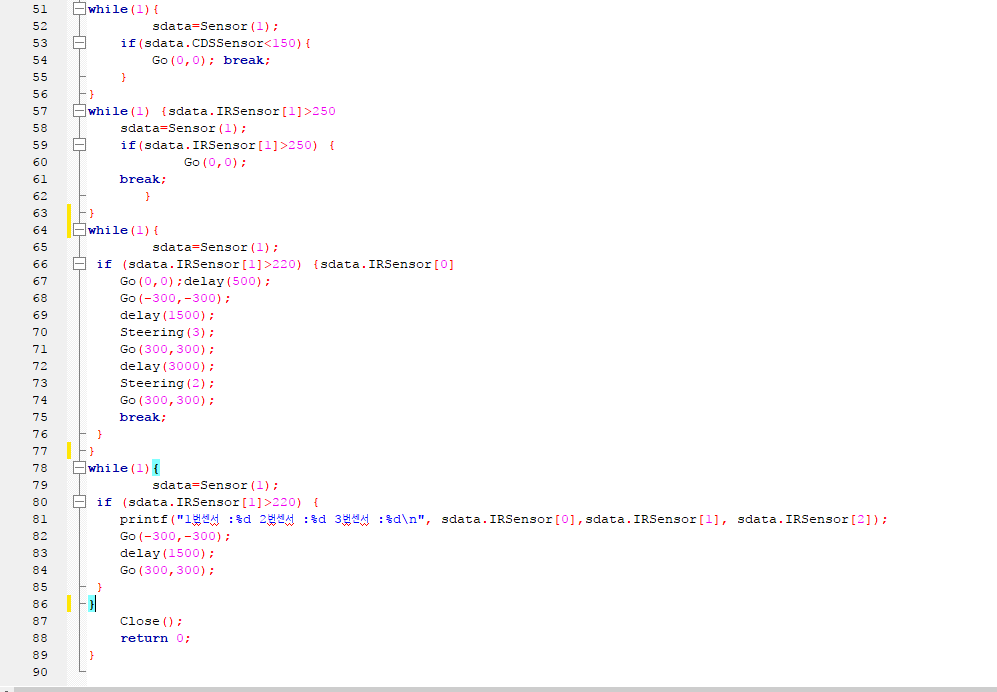 51 while(1){
52 sdata=Sensor(1);
53 if(sdata.CDSSensor<150){
54 Go(0,0); break;
55 }
56 }
57 while(1) {sdata.IRSensor[1]>250
58 sdata=Sensor(1);
59 if(sdata.IRSensor[1]>250) {
60 Go(0,0);
61 break;
62 }
63 }
64 while(1){
65 sdata=Sensor(1);
66 if (sdata.IRSensor[1]>220) {sdata.IRSensor[0]
67 Go(0,0);delay(500);
68 Go(-300,-300);
69 delay(1500);
70 Steering(3);
71 Go(300,300);
72 delay(3000);
73 Steering(2);
74 Go(300,300);
75 break;
76 }
77 }
78 while(1){
79 sdata=Sensor(1);
80 if (sdata.IRSensor[1]>220) {
81 printf("1번센서 :%d 2번센서 :%d 3번센서 :%d\n", sdata.IRSensor[0],sdata.IRSensor[1], sdata.IRSensor[2]);
82 Go(-300,-300);
83 delay(1500);
84 Go(300,300);
85 }
86 }
87 Close();
88 return 0;
89 }
90